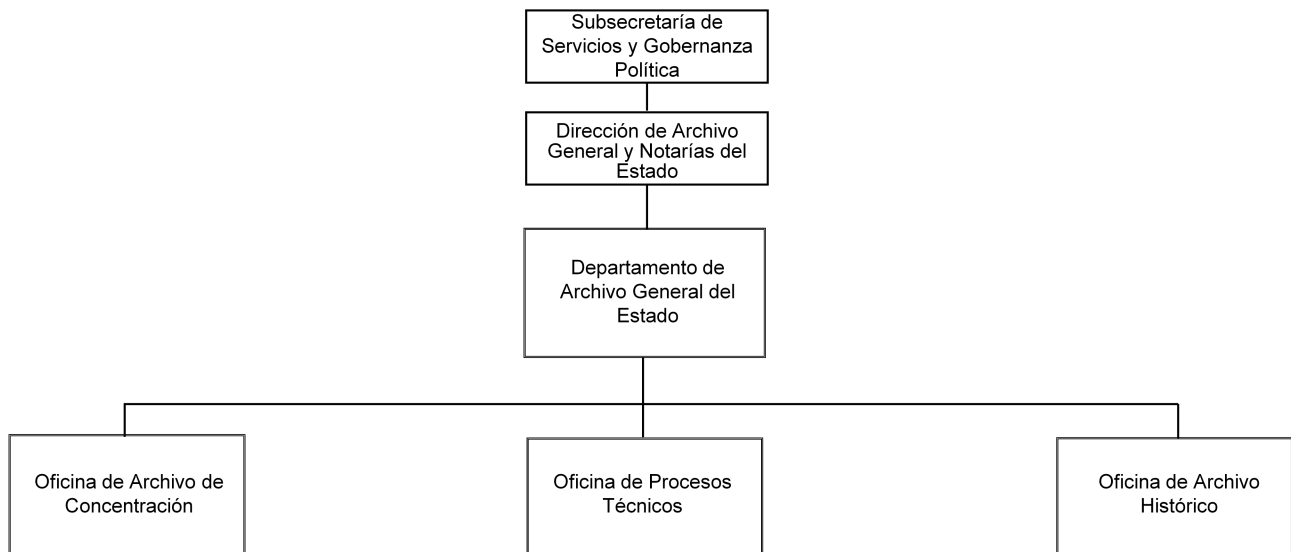 Subsecretaría de
Servicios y Gobernanza
Política
Dirección de Archivo
General y Notarías del
Estado
Departamento de
Archivo General del
Estado
Oficina de Archivo de
Concentración
Oficina de Procesos
Técnicos
Oficina de Archivo
Histórico